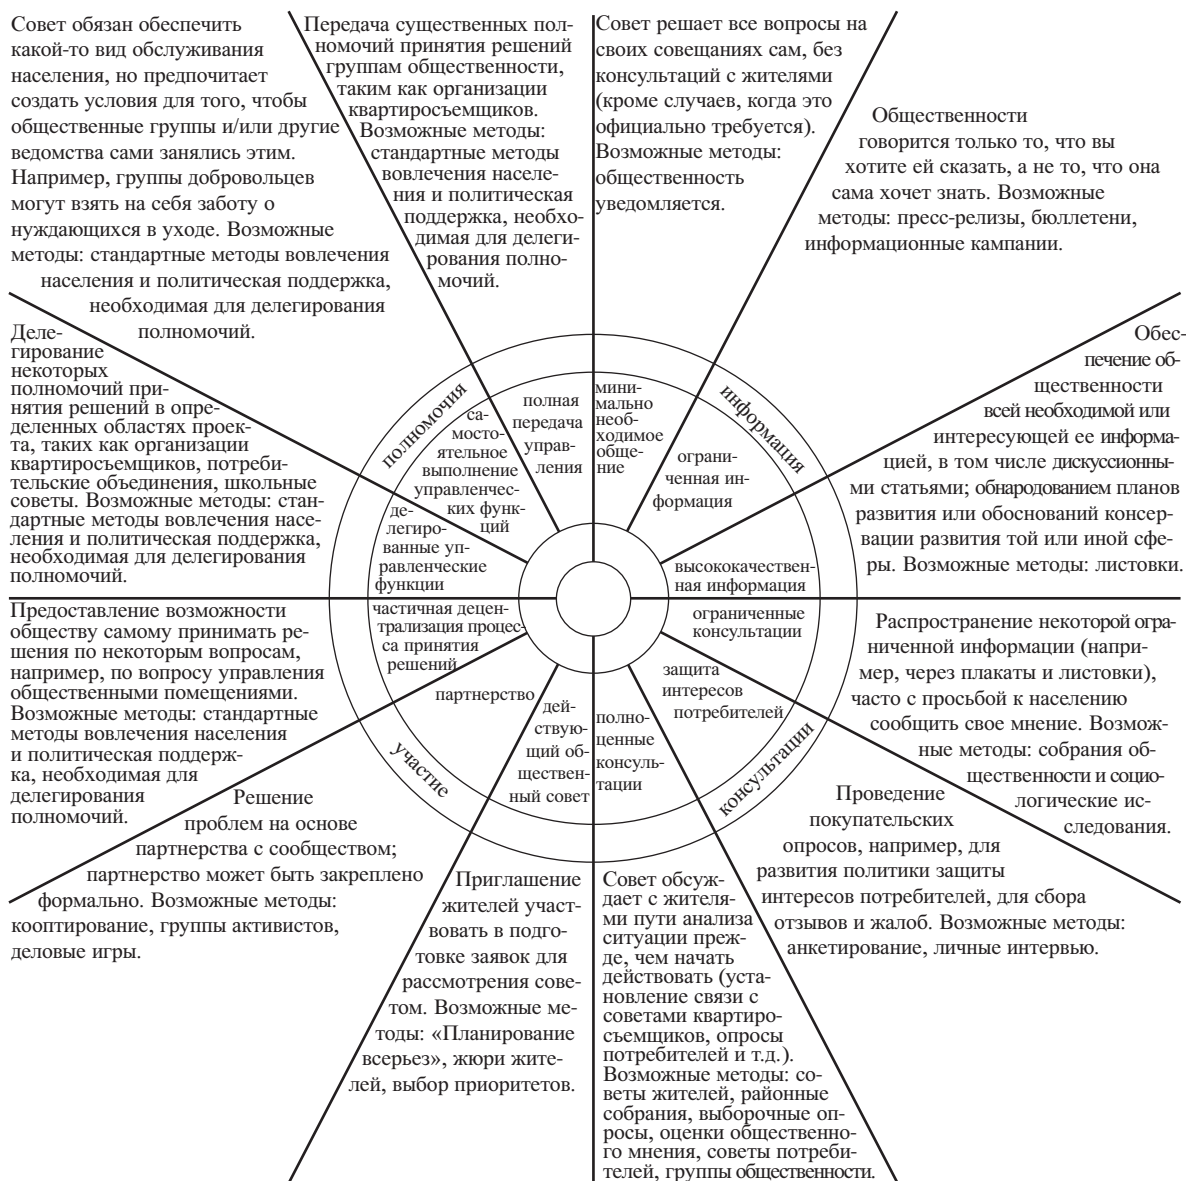 Совет обязан обеспечить
какой-то вид обслуживания
населения, но предпочитает
создать условия для того, чтобы
общественные группы и/или другие
ведомства сами занялись этим.
Например, группы добровольцев
могут взять на себя заботу о
нуждающихся в уходе. Возможные
методы: стандартные методы вовлечения
населения и политическая поддержка,
необходимая для делегирования
полномочий.
Передача существенных пол-
номочий принятия решений
группам общественности,
таким как организации
квартиросъемщиков.
Возможные методы:
стандартные методы
вовлечения населе-
ния и политическая
поддержка, необхо-
димая для делеги-
рования полно-
мочий.
Совет решает все вопросы на
своих совещаниях сам, без
консультаций с жителями
(кроме случаев, когда это
официально требуется).
Возможные методы:
общественность
уведомляется.
Общественности
говорится только то, что вы
хотите ей сказать, а не то, что она
сама хочет знать. Возможные
методы: пресс-релизы, бюллетени,
информационные кампании.
Обес-
печение об-
щественности
всей необходимой или
интересующей ее информа-
цией, в том числе дискуссионны-
ми статьями; обнародованием планов
развития или обоснований консер-
вации развития той или иной сфе-
ры. Возможные методы: листовки.
Распространение некоторой огра-
ниченной информации (напри-
мер, через плакаты и листовки),
часто с просьбой к населению
сообщить свое мнение. Возмож-
ные методы: собрания об-
щественности и социо-
логические ис-
следования.
Проведение
покупательских
опросов, например, для
развития политики защиты
интересов потребителей, для сбора
отзывов и жалоб. Возможные методы:
анкетирование, личные интервью.
Совет обсуж-
дает с жителя-
ми пути анализа
ситуации преж-
де, чем начать
действовать (уста-
новление связи с
советами квартиро-
съемщиков, опросы
потребителей и т.д.).
Возможные методы: со-
веты жителей, районные
собрания, выборочные оп-
росы, оценки общественно-
го мнения, советы потреби-
телей, группы общественности.
Приглашение
жителей участ-
вовать в подго-
товке заявок для
рассмотрения сове-
том. Возможные ме-
тоды: «Планирование
всерьез», жюри жите-
лей, выбор приоритетов.
Решение
проблем на основе
партнерства с сообществом;
партнерство может быть закреплено
формально. Возможные методы:
кооптирование, группы активистов,
деловые игры.
Предоставление возможности
обществу самому принимать ре-
шения по некоторым вопросам,
например, по вопросу управления
общественными помещениями.
Возможные методы: стандартные
методы вовлечения населения
и политическая поддерж-
ка, необходимая для
делегирования
полномочий.
Деле-
гирование
некоторых
полномочий при-
нятия решений в опре-
деленных областях проек-
та, таких как организации
квартиросъемщиков, потреби-
тельские объединения, школьные
советы. Возможные методы: стан-
дартные методы вовлечения насе-
ления и политическая поддержка,
необходимая для делегирования
полномочий.
полномочия
информация
консультации
участие
полная
передача
управ-
ления
мини-
мально
необ-
ходимое
обще-
ние
ограни-
ченная ин-
формация
высококачествен-
ная информация
ограниченные
консультации
защита
интересов
потребителей
полно-
ценные
консуль-
тации
дей-
ствую-
щий об-
ществен-
ный совет
партнерство
частичная децен-
трализация процес-
са принятия
решений
де-
легиро-
ванные уп-
равленческие
функции
са-
мосто-
ятельное
выполнение
управленчес-
ких функ-
ций